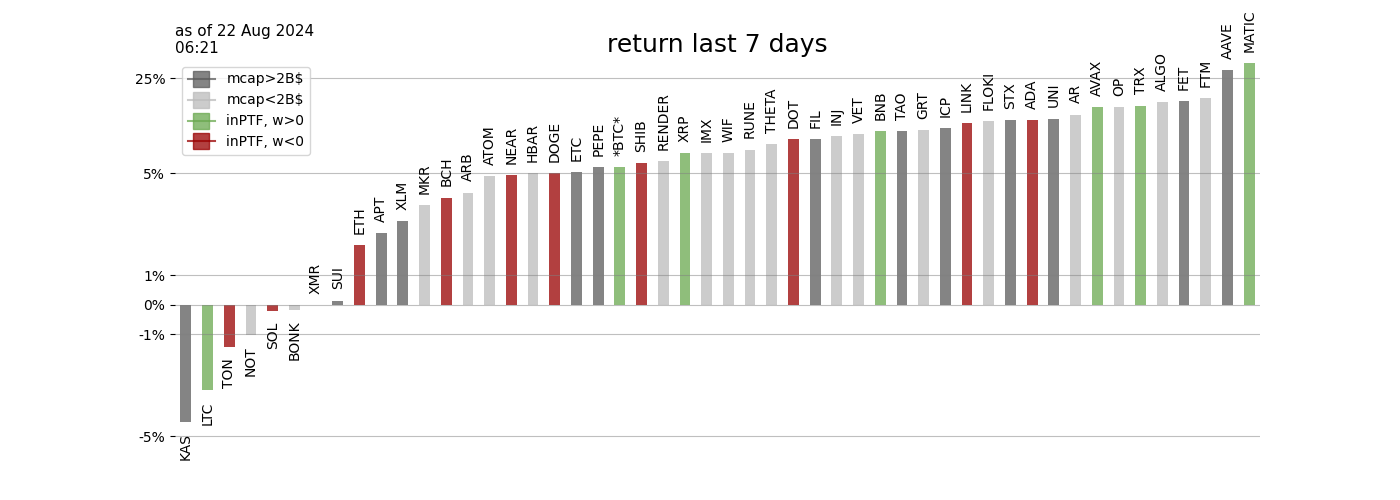 as of 22 Aug 2024
06:21
return last 7 days
mcap>2B$
mcap<2B$
inPTF, w>0
inPTF, w<0
25%
5%
1%
0%
-1%
-5%
KAS
LTC
TON
NOT
SOL
BONK
XMR
SUI
ETH
APT
XLM
MKR
BCH
ARB
ATOM
NEAR
HBAR
DOGE
ETC
PEPE
*BTC*
SHIB
RENDER
XRP
IMX
WIF
RUNE
THETA
DOT
FIL
INJ
VET
BNB
TAO
GRT
ICP
LINK
FLOKI
STX
ADA
UNI
AR
AVAX
OP
TRX
ALGO
FET
FTM
AAVE
MATIC